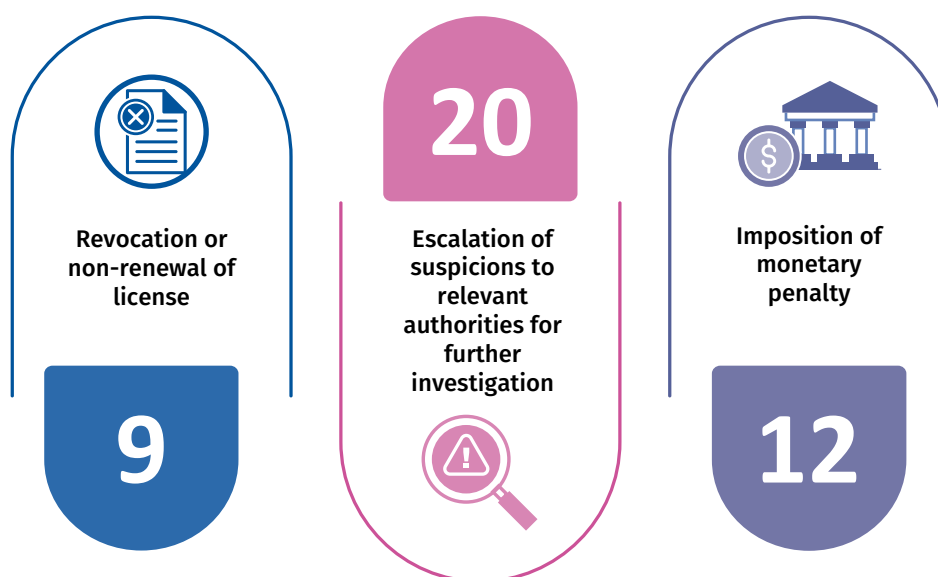 Revocation or
non-renewal of
license
9
20
Escalation of
suspicions to
relevant
authorities for
further
investigation
!
$
Imposition of
monetary
penalty
12